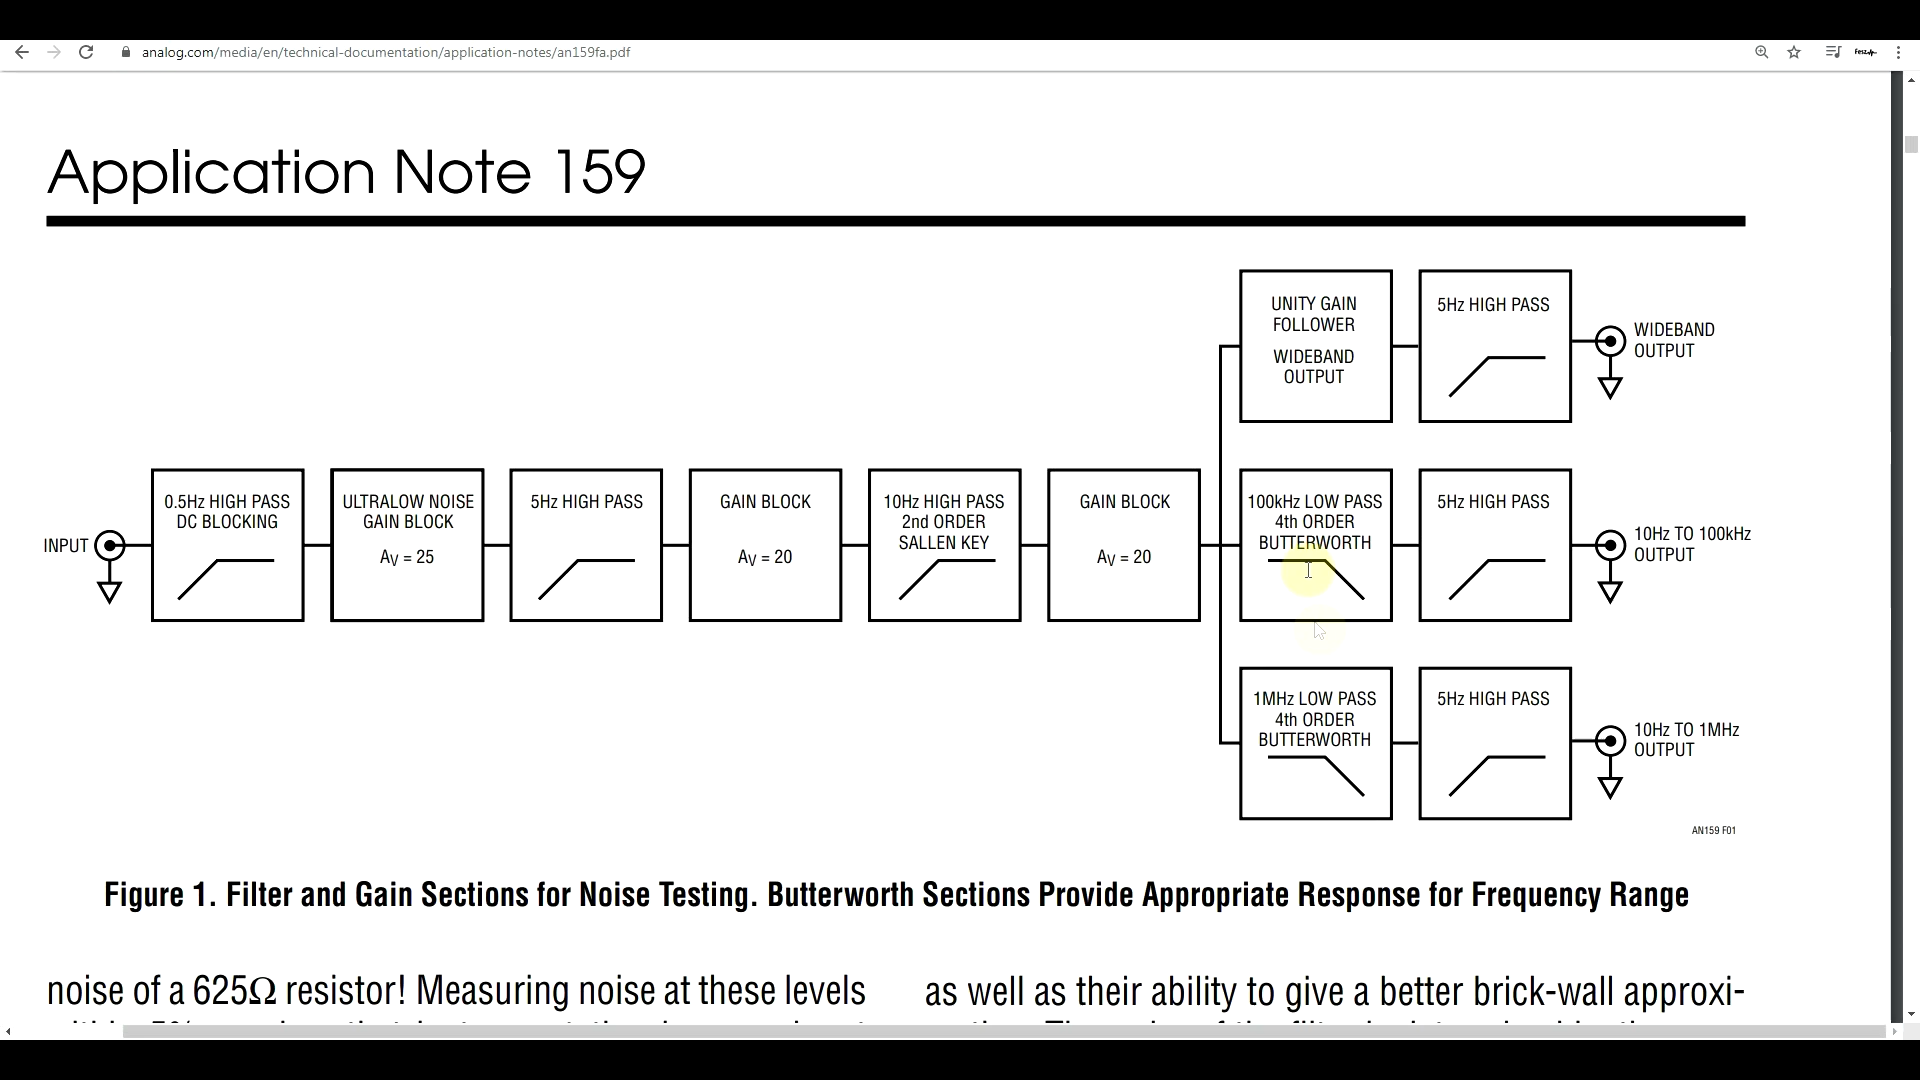 analog.com/media/en/technical-documentation/application-notes/an159fa.pdf
Fesz
Application Note 159
UNITY GAIN
FOLLOWER
WIDEBAND
OUTPUT
5Hz HIGH PASS
WIDEBAND
OUTPUT
INPUT
0.5Hz HIGH PASS
DC BLOCKING
ULTRALOW NOISE
GAIN BLOCK
AV = 25
5Hz HIGH PASS
GAIN BLOCK
AV = 20
10Hz HIGH PASS
2nd ORDER
SALLEN KEY
GAIN BLOCK
AV = 20
100kHz LOW PASS
4th ORDER
BUTTERWORTH
5Hz HIGH PASS
10Hz TO 100kHz
OUTPUT
1MHz LOW PASS
4th ORDER
BUTTERWORTH
5Hz HIGH PASS
10Hz TO 1MHz
OUTPUT
AN159 F01
Figure 1. Filter and Gain Sections for Noise Testing. Butterworth Sections Provide Appropriate Response for Frequency Range
noise of a 625Ω resistor! Measuring noise at these levels
as well as their ability to give a better brick-wall approxi-